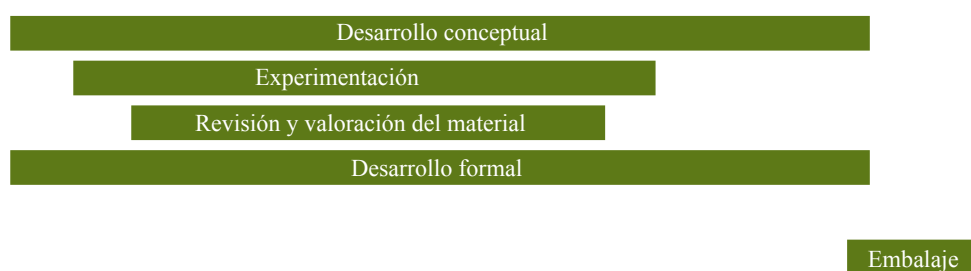 Desarrollo conceptual
Experimentación
Revisión y valoración del material
Desarrollo formal
Embalaje